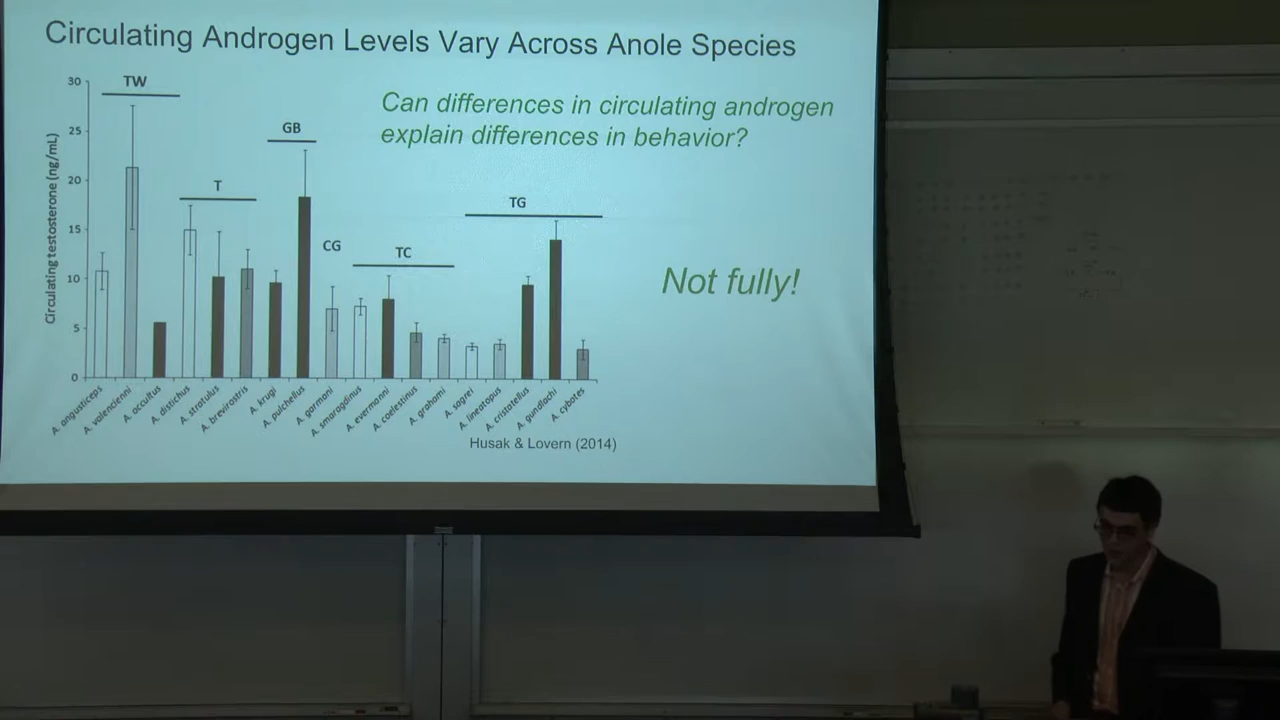 Circulating Androgen Levels Vary Across Anole Species
Can differences in circulating androgen
explain differences in behavior?
Not fully!
Circulating testosterone (ng/mL)
30
25
20
15
10
5
0
TW
T
GB
CG
TC
TG
A. angusticeps
A. valencienni
A. occultus
A. distichus
A. stratulus
A. brevirostris
A. krugi
A. pulchellus
A. garmani
A. smaragdinus
A. evermanni
A. coelestinus
A. grahami
A. sagrei
A. lineatopus
A. cristatellus
A. gundlachi
A. cybotes
Husak & Lovern (2014)